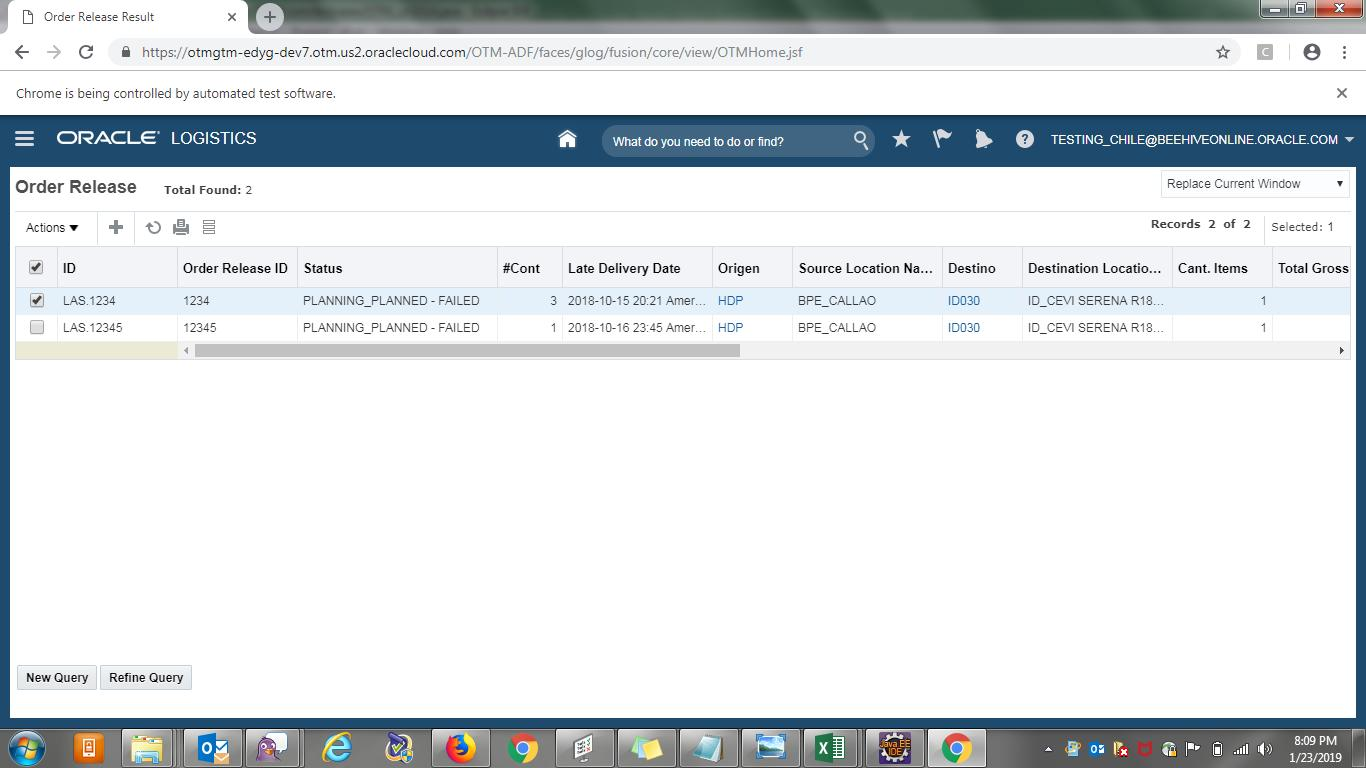 Order Release Result
https://otmgtm-edyg-dev7.otm.us2.oraclecloud.com/OTM-ADF/faces/glog/fusion/core/view/OTMHome.jsf
C
Chrome is being controlled by automated test software.
ORACLE LOGISTICS
What do you need to do or find?
TESTING_CHILE@BEEHIVEONLINE.ORACLE.COM
Order Release Total Found: 2
Replace Current Window
Actions
Records 2 of 2 Selected: 1
ID Order Release ID Status #Cont Late Delivery Date Origen Source Location Na... Destino Destination Locatio... Cant. Items Total Gross
LAS.1234 1234 PLANNING_PLANNED - FAILED 3 2018-10-15 20:21 Amer... HDP BPE_CALLAO ID030 ID_CEVI SERENA R18... 1
LAS.12345 12345 PLANNING_PLANNED - FAILED 1 2018-10-16 23:45 Amer... HDP BPE_CALLAO ID030 ID_CEVI SERENA R18... 1
New Query Refine Query
Java EE
IDE
8:09 PM
1/23/2019